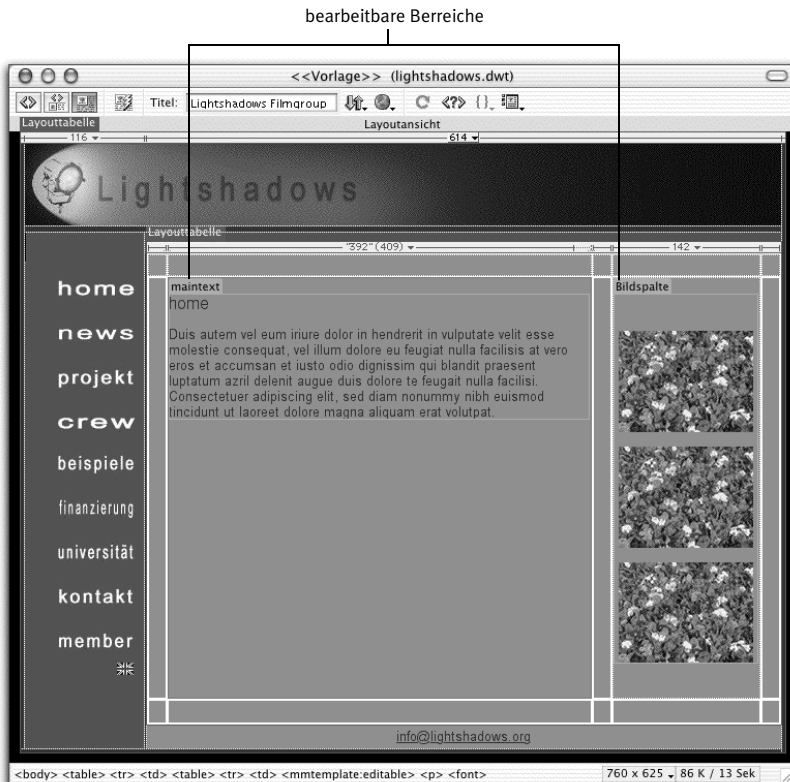 bearbeitbare Berreiche
<<Vorlage>> (lightshadows.dwt)
Titel: Lightshadows Filmgroup
Layouttabelle
Layoutansicht
116
614
Lightshadows
Layouttabelle
"392" (409)
142
home
news
projekt
crew
beispiele
finanzierung
universität
kontakt
member
maintext
home
Duis autem vel eum iriure dolor in hendrerit in vulputate velit esse
molestie consequat, vel illum dolore eu feugiat nulla facilisis at vero
eros et accumsan et iusto odio dignissim qui blandit praesent
luptatum azril delenit augue duis dolore te feugait nulla facilisi.
Consectetuer adipiscing elit, sed diam nonummy nibh euismod
tincidunt ut laoreet dolore magna aliquam erat volutpat.
Bildspalte
info@lightshadows.org
<body> <table> <tr> <td> <table> <tr> <td> <mmtemplate:editable> <p> <font>
760 x 625
86 K / 13 Sek